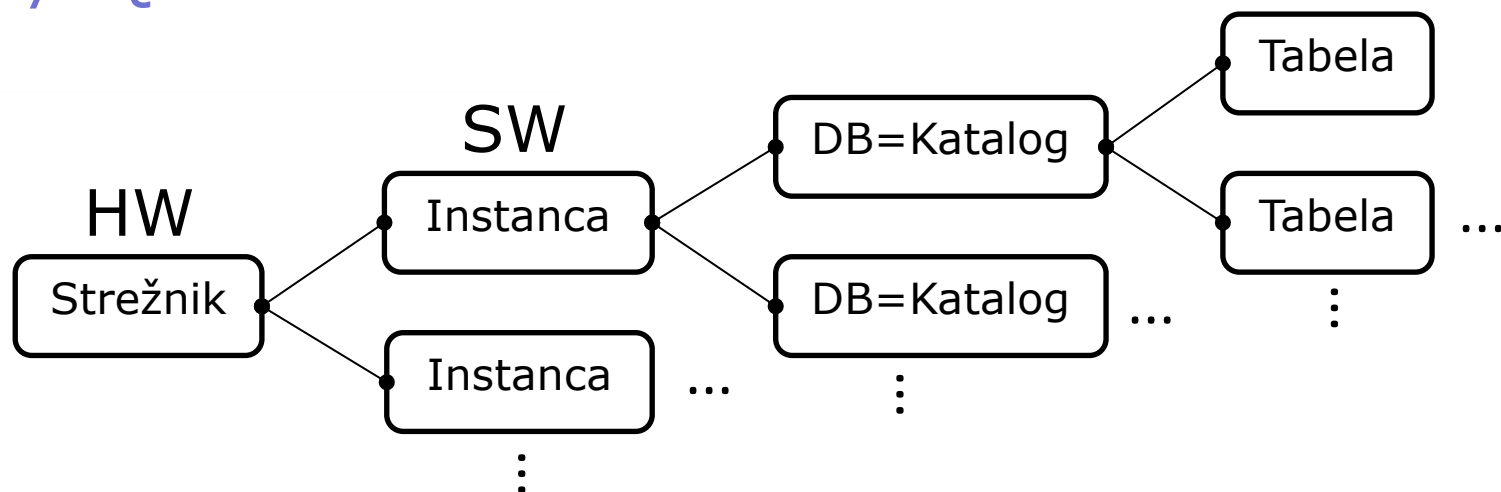 HW
Strežnik
SW
Instanca
Instanca
...
DB=Katalog
DB=Katalog
...
Tabela
Tabela
...